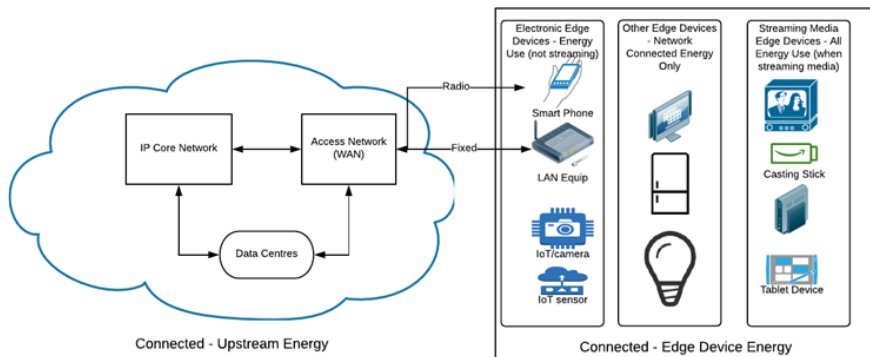 Electronic Edge
Devices - Energy
Use (not streaming)
Other Edge Devices
- Network
Connected Energy
Only
Streaming Media
Edge Devices - All
Energy Use (when
streaming media)
Radio
Smart Phone
IP Core Network
Access Network
(WAN)
Fixed
LAN Equip
Casting Stick
Data Centres
IoT/camera
IoT sensor
Tablet Device
Connected - Upstream Energy
Connected - Edge Device Energy